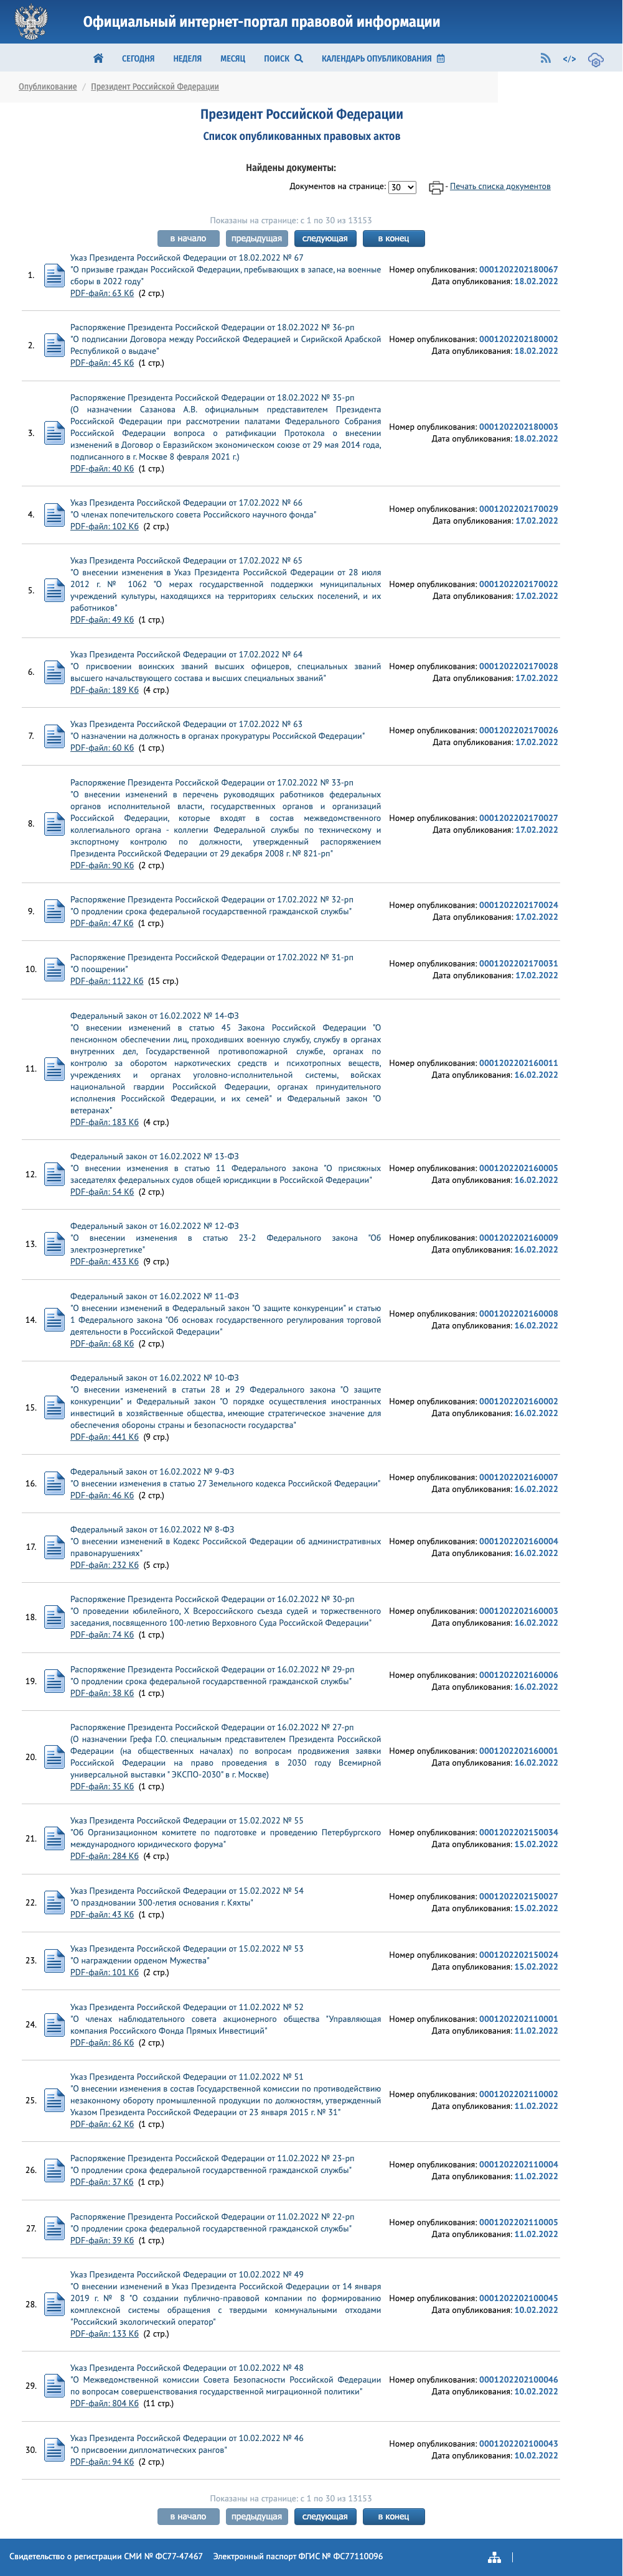 Официальный интернет-портал правовой информации
СЕГОДНЯ НЕДЕЛЯ МЕСЯЦ ПОИСК КАЛЕНДАРЬ ОПУБЛИКОВАНИЯ </>
Опубликование / Президент Российской Федерации
Президент Российской Федерации
Список опубликованных правовых актов
Найдены документы:
Документов на странице: 30 - Печать списка документов
Показаны на странице: с 1 по 30 из 13153
в начало предыдущая следующая в конец
1.
Указ Президента Российской Федерации от 18.02.2022 № 67
"О призыве граждан Российской Федерации, пребывающих в запасе, на военные
сборы в 2022 году"
PDF-файл: 63 Кб (2 стр.)
Номер опубликования: 0001202202180067
Дата опубликования: 18.02.2022
2.
Распоряжение Президента Российской Федерации от 18.02.2022 № 36-рп
"О подписании Договора между Российской Федерацией и Сирийской Арабской
Республикой о выдаче"
PDF-файл: 45 Кб (1 стр.)
Номер опубликования: 0001202202180002
Дата опубликования: 18.02.2022
3.
Распоряжение Президента Российской Федерации от 18.02.2022 № 35-рп
(О назначении Сазанова А.В. официальным представителем Президента
Российской Федерации при рассмотрении палатами Федерального Собрания
Российской Федерации вопроса о ратификации Протокола о внесении
изменений в Договор о Евразийском экономическом союзе от 29 мая 2014 года,
подписанного в г. Москве 8 февраля 2021 г.)
PDF-файл: 40 Кб (1 стр.)
Номер опубликования: 0001202202180003
Дата опубликования: 18.02.2022
4.
Указ Президента Российской Федерации от 17.02.2022 № 66
"О членах попечительского совета Российского научного фонда"
PDF-файл: 102 Кб (2 стр.)
Номер опубликования: 0001202202170029
Дата опубликования: 17.02.2022
5.
Указ Президента Российской Федерации от 17.02.2022 № 65
"О внесении изменения в Указ Президента Российской Федерации от 28 июля
2012 г. № 1062 "О мерах государственной поддержки муниципальных
учреждений культуры, находящихся на территориях сельских поселений, и их
работников"
PDF-файл: 49 Кб (1 стр.)
Номер опубликования: 0001202202170022
Дата опубликования: 17.02.2022
6.
Указ Президента Российской Федерации от 17.02.2022 № 64
"О присвоении воинских званий высших офицеров, специальных званий
высшего начальствующего состава и высших специальных званий"
PDF-файл: 189 Кб (4 стр.)
Номер опубликования: 0001202202170028
Дата опубликования: 17.02.2022
7.
Указ Президента Российской Федерации от 17.02.2022 № 63
"О назначении на должность в органах прокуратуры Российской Федерации"
PDF-файл: 60 Кб (1 стр.)
Номер опубликования: 0001202202170026
Дата опубликования: 17.02.2022
8.
Распоряжение Президента Российской Федерации от 17.02.2022 № 33-рп
"О внесении изменений в перечень руководящих работников федеральных
органов исполнительной власти, государственных органов и организаций
Российской Федерации, которые входят в состав межведомственного
коллегиального органа - коллегии Федеральной службы по техническому и
экспортному контролю по должности, утвержденный распоряжением
Президента Российской Федерации от 29 декабря 2008 г. № 821-рп"
PDF-файл: 90 Кб (2 стр.)
Номер опубликования: 0001202202170027
Дата опубликования: 17.02.2022
9.
Распоряжение Президента Российской Федерации от 17.02.2022 № 32-рп
"О продлении срока федеральной государственной гражданской службы"
PDF-файл: 47 Кб (1 стр.)
Номер опубликования: 0001202202170024
Дата опубликования: 17.02.2022
10.
Распоряжение Президента Российской Федерации от 17.02.2022 № 31-рп
"О поощрении"
PDF-файл: 1122 Кб (15 стр.)
Номер опубликования: 0001202202170031
Дата опубликования: 17.02.2022
11.
Федеральный закон от 16.02.2022 № 14-ФЗ
"О внесении изменений в статью 45 Закона Российской Федерации "О
пенсионном обеспечении лиц, проходивших военную службу, службу в органах
внутренних дел, Государственной противопожарной службе, органах по
контролю за оборотом наркотических средств и психотропных веществ,
учреждениях и органах уголовно-исполнительной системы, войсках
национальной гвардии Российской Федерации, органах принудительного
исполнения Российской Федерации, и их семей" и Федеральный закон "О
ветеранах"
PDF-файл: 183 Кб (4 стр.)
Номер опубликования: 0001202202160011
Дата опубликования: 16.02.2022
12.
Федеральный закон от 16.02.2022 № 13-ФЗ
"О внесении изменения в статью 11 Федерального закона "О присяжных
заседателях федеральных судов общей юрисдикции в Российской Федерации"
PDF-файл: 54 Кб (2 стр.)
Номер опубликования: 0001202202160005
Дата опубликования: 16.02.2022
13.
Федеральный закон от 16.02.2022 № 12-ФЗ
"О внесении изменения в статью 23-2 Федерального закона "Об
электроэнергетике"
PDF-файл: 433 Кб (9 стр.)
Номер опубликования: 0001202202160009
Дата опубликования: 16.02.2022
14.
Федеральный закон от 16.02.2022 № 11-ФЗ
"О внесении изменений в Федеральный закон "О защите конкуренции" и статью
1 Федерального закона "Об основах государственного регулирования торговой
деятельности в Российской Федерации"
PDF-файл: 68 Кб (2 стр.)
Номер опубликования: 0001202202160008
Дата опубликования: 16.02.2022
15.
Федеральный закон от 16.02.2022 № 10-ФЗ
"О внесении изменений в статьи 28 и 29 Федерального закона "О защите
конкуренции" и Федеральный закон "О порядке осуществления иностранных
инвестиций в хозяйственные общества, имеющие стратегическое значение для
обеспечения обороны страны и безопасности государства"
PDF-файл: 441 Кб (9 стр.)
Номер опубликования: 0001202202160002
Дата опубликования: 16.02.2022
16.
Федеральный закон от 16.02.2022 № 9-ФЗ
"О внесении изменения в статью 27 Земельного кодекса Российской Федерации"
PDF-файл: 46 Кб (2 стр.)
Номер опубликования: 0001202202160007
Дата опубликования: 16.02.2022
17.
Федеральный закон от 16.02.2022 № 8-ФЗ
"О внесении изменений в Кодекс Российской Федерации об административных
правонарушениях"
PDF-файл: 232 Кб (5 стр.)
Номер опубликования: 0001202202160004
Дата опубликования: 16.02.2022
18.
Распоряжение Президента Российской Федерации от 16.02.2022 № 30-рп
"О проведении юбилейного, X Всероссийского съезда судей и торжественного
заседания, посвященного 100-летию Верховного Суда Российской Федерации"
PDF-файл: 74 Кб (1 стр.)
Номер опубликования: 0001202202160003
Дата опубликования: 16.02.2022
19.
Распоряжение Президента Российской Федерации от 16.02.2022 № 29-рп
"О продлении срока федеральной государственной гражданской службы"
PDF-файл: 38 Кб (1 стр.)
Номер опубликования: 0001202202160006
Дата опубликования: 16.02.2022
20.
Распоряжение Президента Российской Федерации от 16.02.2022 № 27-рп
(О назначении Грефа Г.О. специальным представителем Президента Российской
Федерации (на общественных началах) по вопросам продвижения заявки
Российской Федерации на право проведения в 2030 году Всемирной
универсальной выставки " ЭКСПО-2030" в г. Москве)
PDF-файл: 35 Кб (1 стр.)
Номер опубликования: 0001202202160001
Дата опубликования: 16.02.2022
21.
Указ Президента Российской Федерации от 15.02.2022 № 55
"Об Организационном комитете по подготовке и проведению Петербургского
международного юридического форума"
PDF-файл: 284 Кб (4 стр.)
Номер опубликования: 0001202202150034
Дата опубликования: 15.02.2022
22.
Указ Президента Российской Федерации от 15.02.2022 № 54
"О праздновании 300-летия основания г. Кяхты"
PDF-файл: 43 Кб (1 стр.)
Номер опубликования: 0001202202150027
Дата опубликования: 15.02.2022
23.
Указ Президента Российской Федерации от 15.02.2022 № 53
"О награждении орденом Мужества"
PDF-файл: 101 Кб (2 стр.)
Номер опубликования: 0001202202150024
Дата опубликования: 15.02.2022
24.
Указ Президента Российской Федерации от 11.02.2022 № 52
"О членах наблюдательного совета акционерного общества "Управляющая
компания Российского Фонда Прямых Инвестиций"
PDF-файл: 86 Кб (2 стр.)
Номер опубликования: 0001202202110001
Дата опубликования: 11.02.2022
25.
Указ Президента Российской Федерации от 11.02.2022 № 51
"О внесении изменения в состав Государственной комиссии по противодействию
незаконному обороту промышленной продукции по должностям, утвержденный
Указом Президента Российской Федерации от 23 января 2015 г. № 31"
PDF-файл: 62 Кб (1 стр.)
Номер опубликования: 0001202202110002
Дата опубликования: 11.02.2022
26.
Распоряжение Президента Российской Федерации от 11.02.2022 № 23-рп
"О продлении срока федеральной государственной гражданской службы"
PDF-файл: 37 Кб (1 стр.)
Номер опубликования: 0001202202110004
Дата опубликования: 11.02.2022
27.
Распоряжение Президента Российской Федерации от 11.02.2022 № 22-рп
"О продлении срока федеральной государственной гражданской службы"
PDF-файл: 39 Кб (1 стр.)
Номер опубликования: 0001202202110005
Дата опубликования: 11.02.2022
28.
Указ Президента Российской Федерации от 10.02.2022 № 49
"О внесении изменений в Указ Президента Российской Федерации от 14 января
2019 г. № 8 "О создании публично-правовой компании по формированию
комплексной системы обращения с твердыми коммунальными отходами
"Российский экологический оператор"
PDF-файл: 133 Кб (2 стр.)
Номер опубликования: 0001202202100045
Дата опубликования: 10.02.2022
29.
Указ Президента Российской Федерации от 10.02.2022 № 48
"О Межведомственной комиссии Совета Безопасности Российской Федерации
по вопросам совершенствования государственной миграционной политики"
PDF-файл: 804 Кб (11 стр.)
Номер опубликования: 0001202202100046
Дата опубликования: 10.02.2022
30.
Указ Президента Российской Федерации от 10.02.2022 № 46
"О присвоении дипломатических рангов"
PDF-файл: 94 Кб (2 стр.)
Номер опубликования: 0001202202100043
Дата опубликования: 10.02.2022
Показаны на странице: с 1 по 30 из 13153
в начало предыдущая следующая в конец
Свидетельство о регистрации СМИ № ФС77-47467 Электронный паспорт ФГИС № ФС77110096